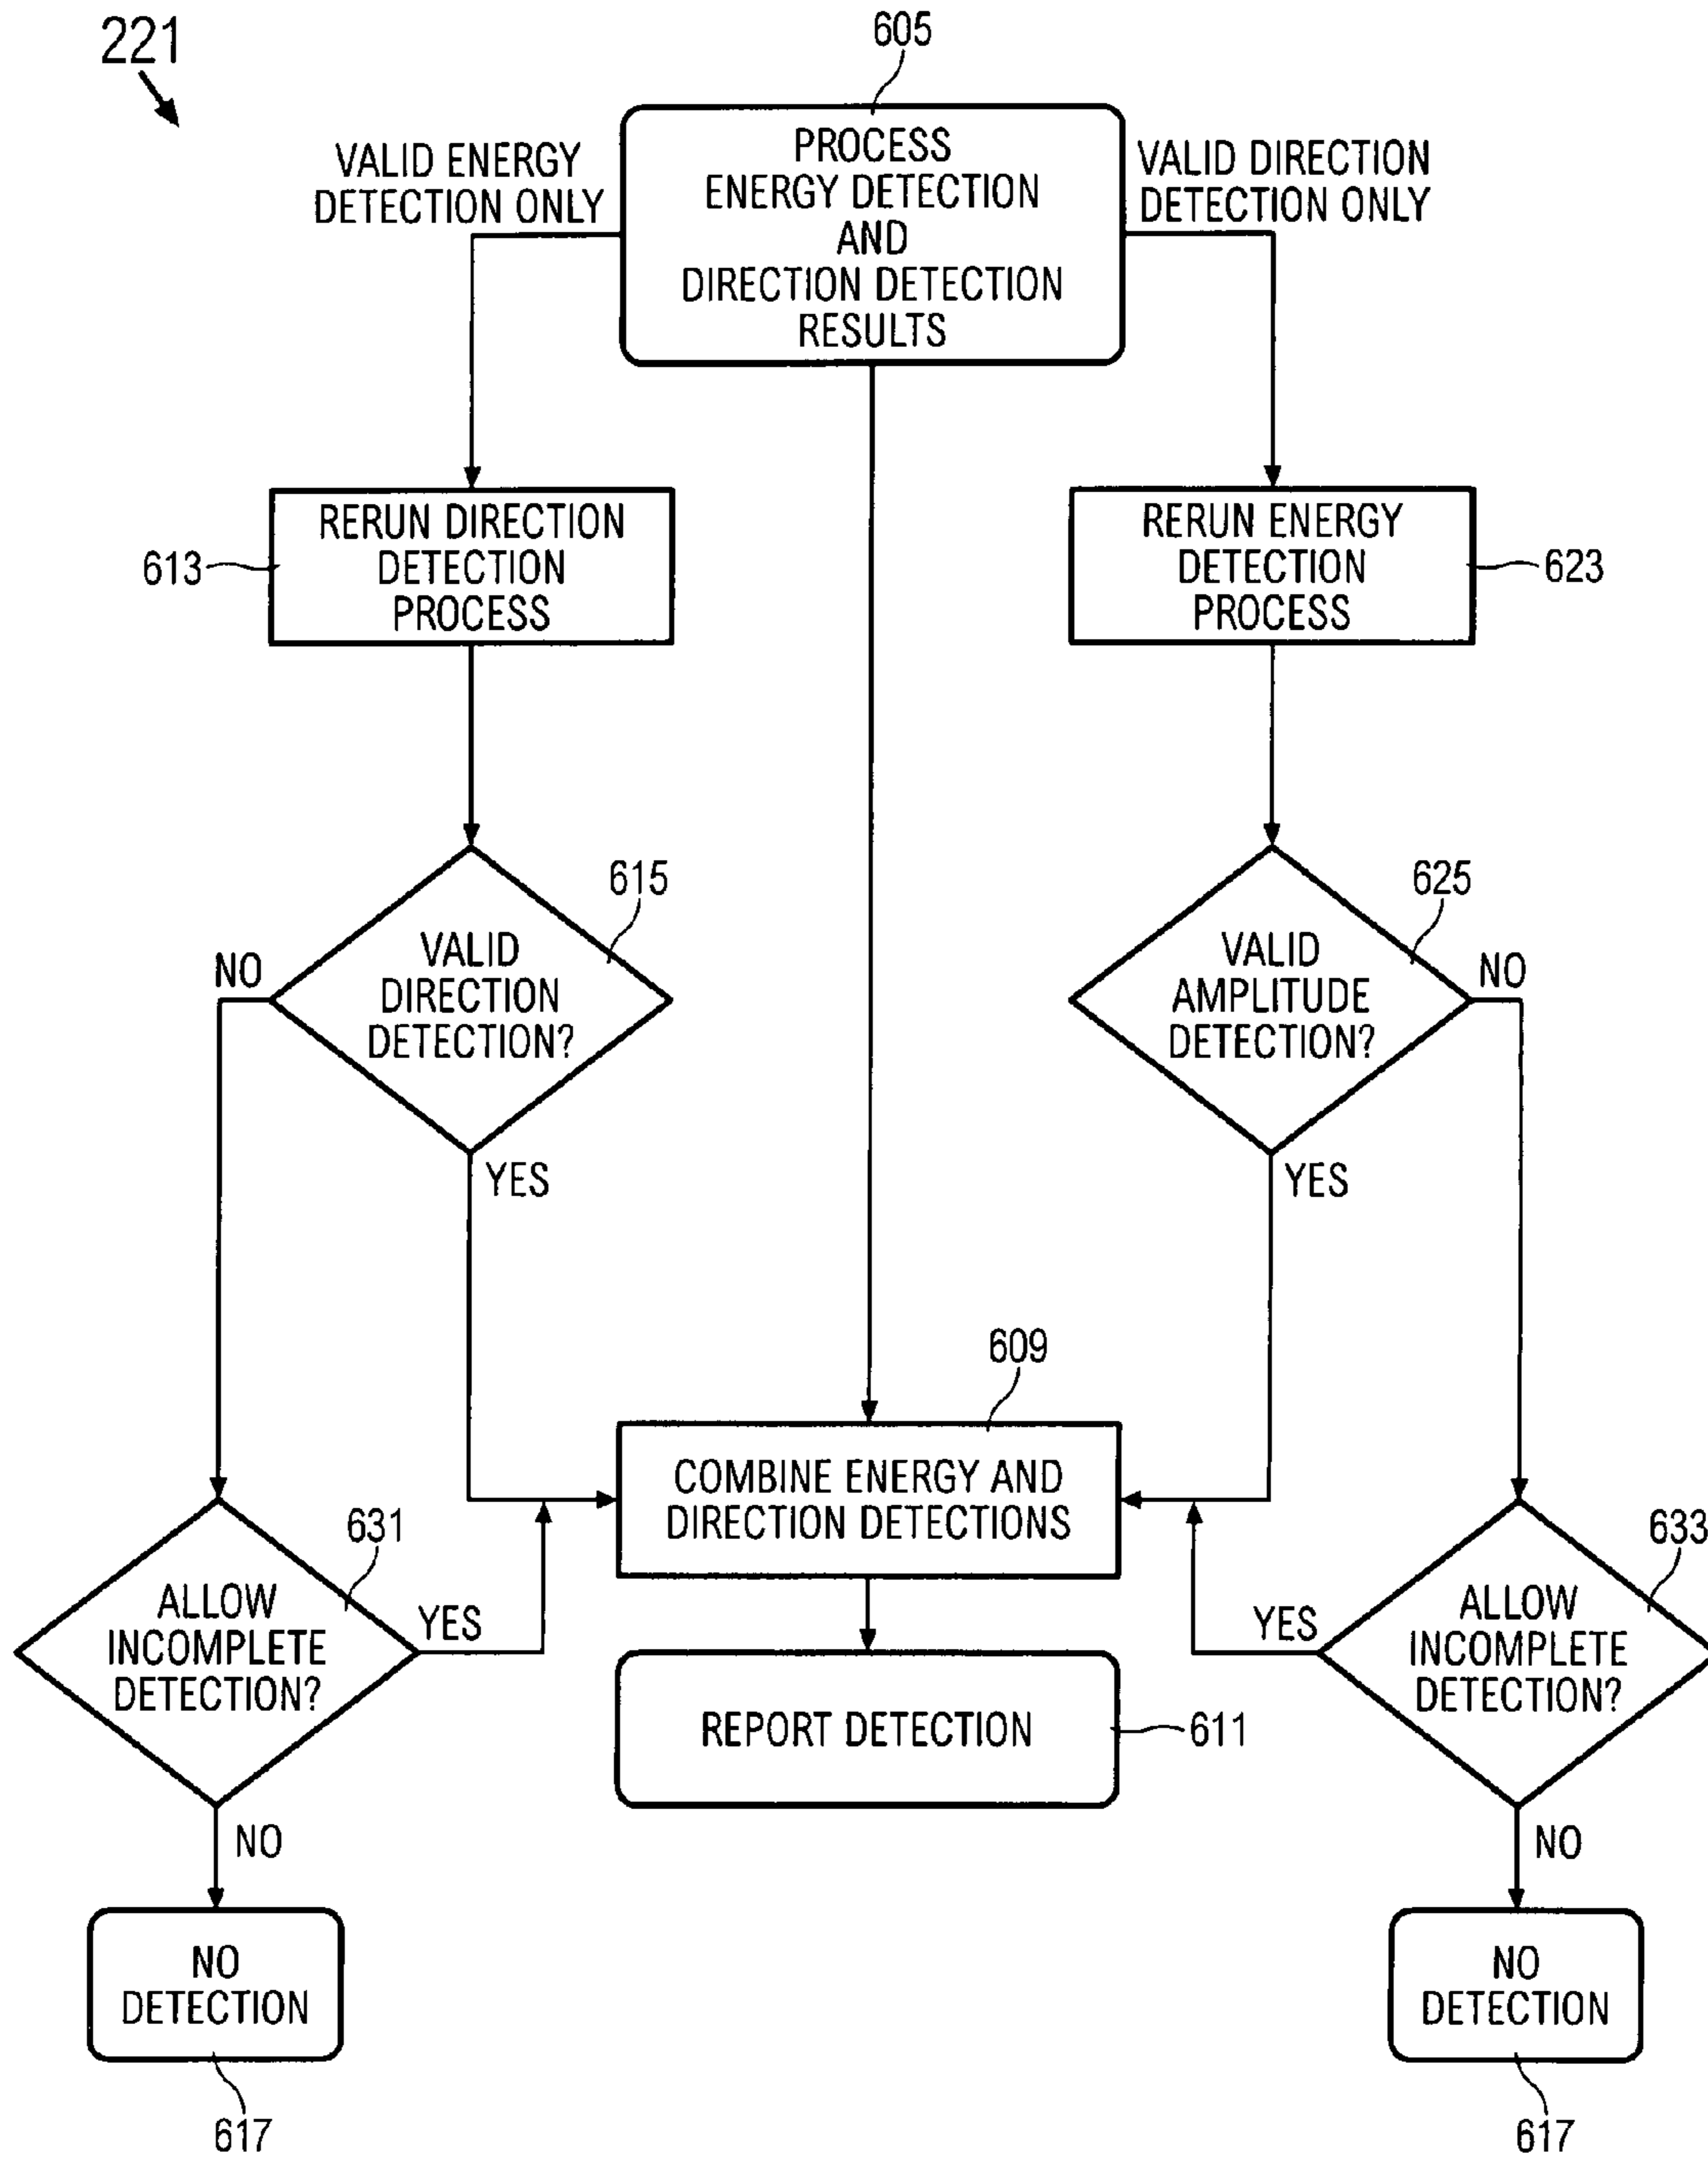 221
605
VALID ENERGY
DETECTION ONLY
PROCESS
ENERGY DETECTION
AND
DIRECTION DETECTION
RESULTS
VALID DIRECTION
DETECTION ONLY
613
RERUN DIRECTION
DETECTION
PROCESS
RERUN ENERGY
DETECTION
PROCESS
623
615
NO
VALID
DIRECTION
DETECTION?
YES
625
VALID
AMPLITUDE
DETECTION?
NO
YES
609
COMBINE ENERGY AND
DIRECTION DETECTIONS
631
ALLOW
INCOMPLETE
DETECTION?
YES
NO
REPORT DETECTION
611
633
YES
ALLOW
INCOMPLETE
DETECTION?
NO
NO
DETECTION
617
NO
DETECTION
617